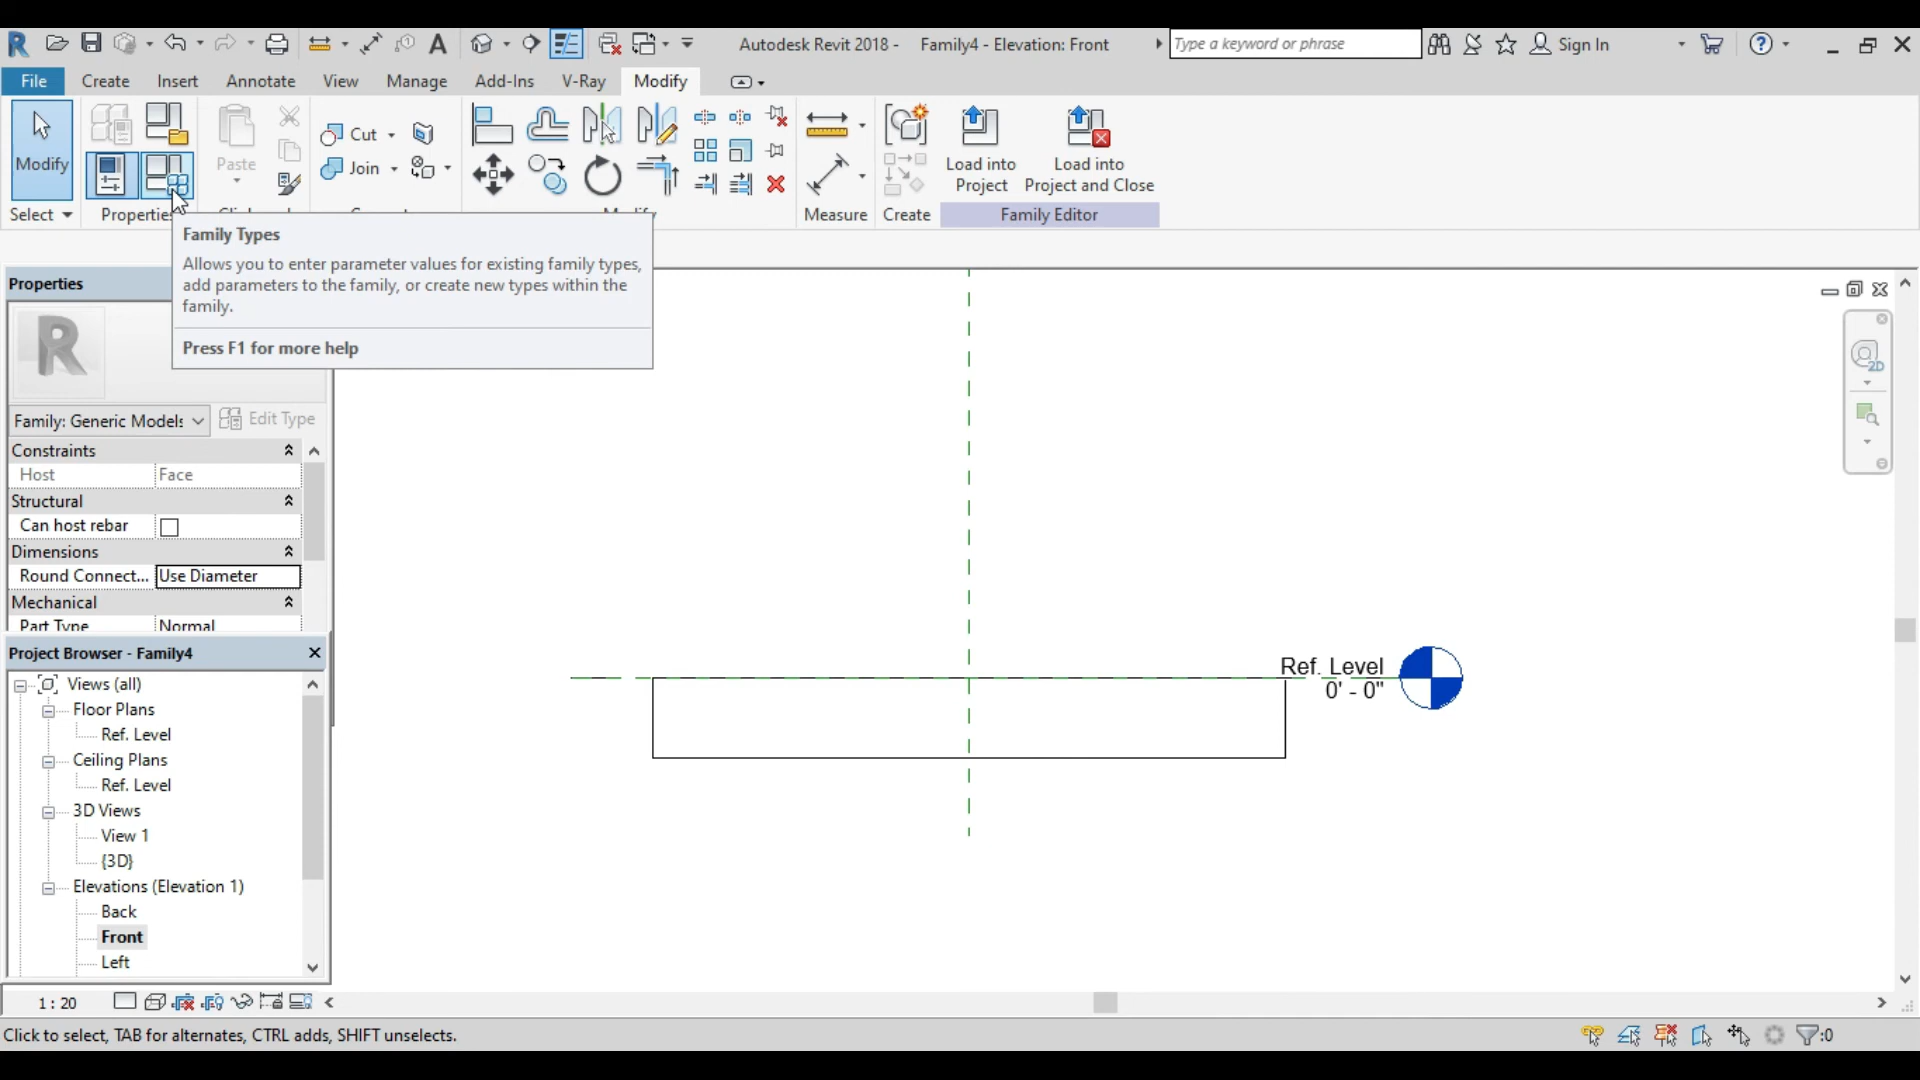 Autodesk Revit 2018 - Family4 - Elevation: Front
Type a keyword or phrase
Sign In
File Create Insert Annotate View Manage Add-Ins V-Ray Modify
Modify
Paste
Cut
Join
Load into
Project
Load into
Project and Close
Select
Measure Create Family Editor
Family Types
Allows you to enter parameter values for existing family types,
add parameters to the family, or create new types within the
family.
Press F1 for more help
Properties
R
Family: Generic Models
Edit Type
Constraints
Host Face
Structural
Can host rebar
Dimensions
Round Connect... Use Diameter
Mechanical
Part Type Normal
Project Browser - Family4
Views (all)
Floor Plans
Ref. Level
Ceiling Plans
Ref. Level
3D Views
View 1
{3D}
Elevations (Elevation 1)
Back
Front
Left
Ref. Level
0' - 0"
2D
1 : 20
Click to select, TAB for alternates, CTRL adds, SHIFT unselects.
:0